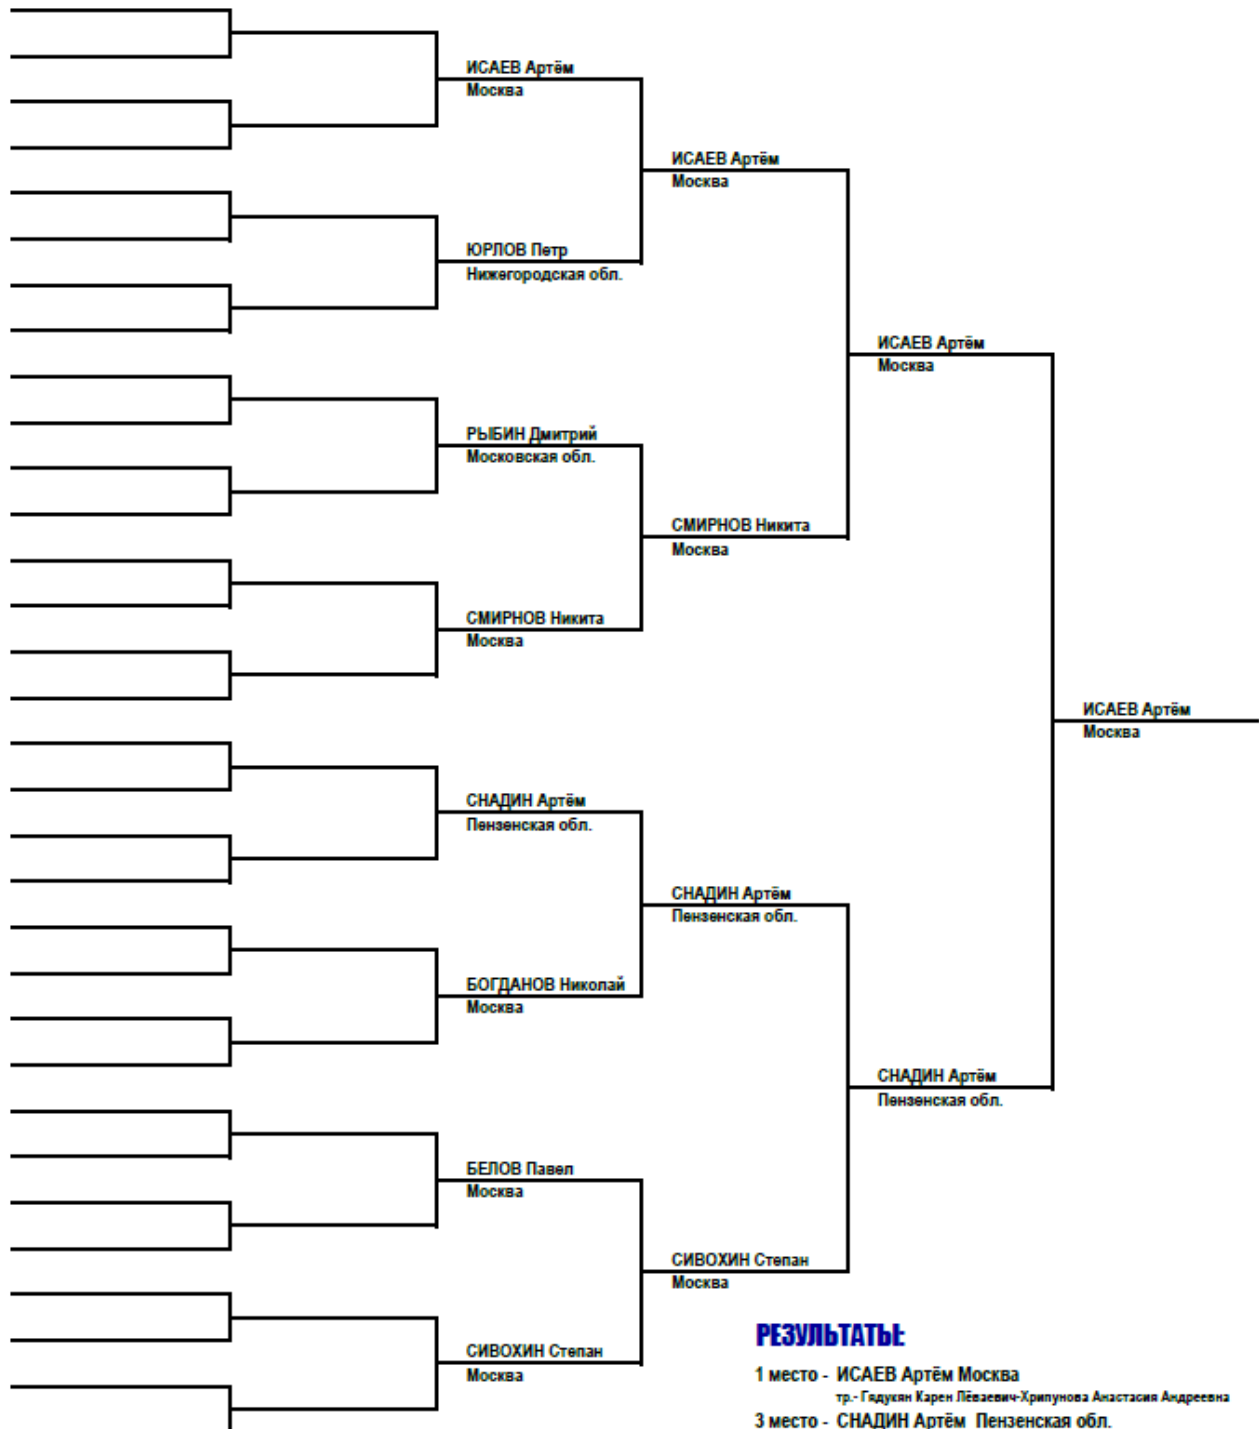 ИСАЕВ Артём
Москва
ИСАЕВ Артём
Москва
ЮРЛОВ Петр
Нижегородская обл.
ИСАЕВ Артём
Москва
РЫБИН Дмитрий
Московская обл.
СМИРНОВ Никита
Москва
СМИРНОВ Никита
Москва
ИСАЕВ Артём
Москва
СНАДИН Артём
Пензенская обл.
СНАДИН Артём
Пензенская обл.
БОГДАНОВ Николай
Москва
СНАДИН Артём
Пензенская обл.
БЕЛОВ Павел
Москва
СИВОХИН Степан
Москва
СИВОХИН Степан
Москва
РЕЗУЛЬТАТЫ:
1 место - ИСАЕВ Артём Москва
тр.- Гядукян Карен Лёваевич-Хрипунова Анастасия Андреевна
3 место - СНАДИН Артём Пензенская обл.